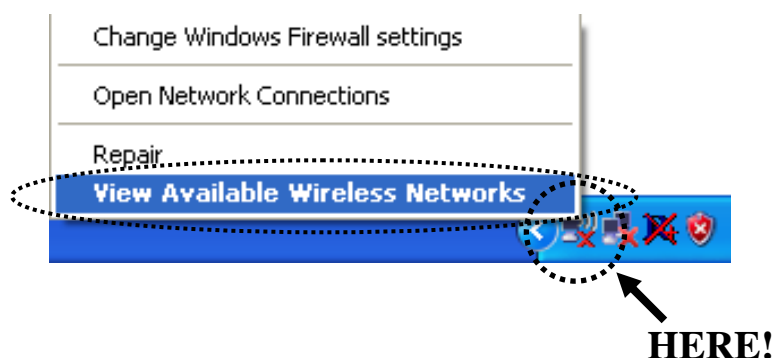 Change Windows Firewall settings
Open Network Connections
Repair
View Available Wireless Networks
HERE!